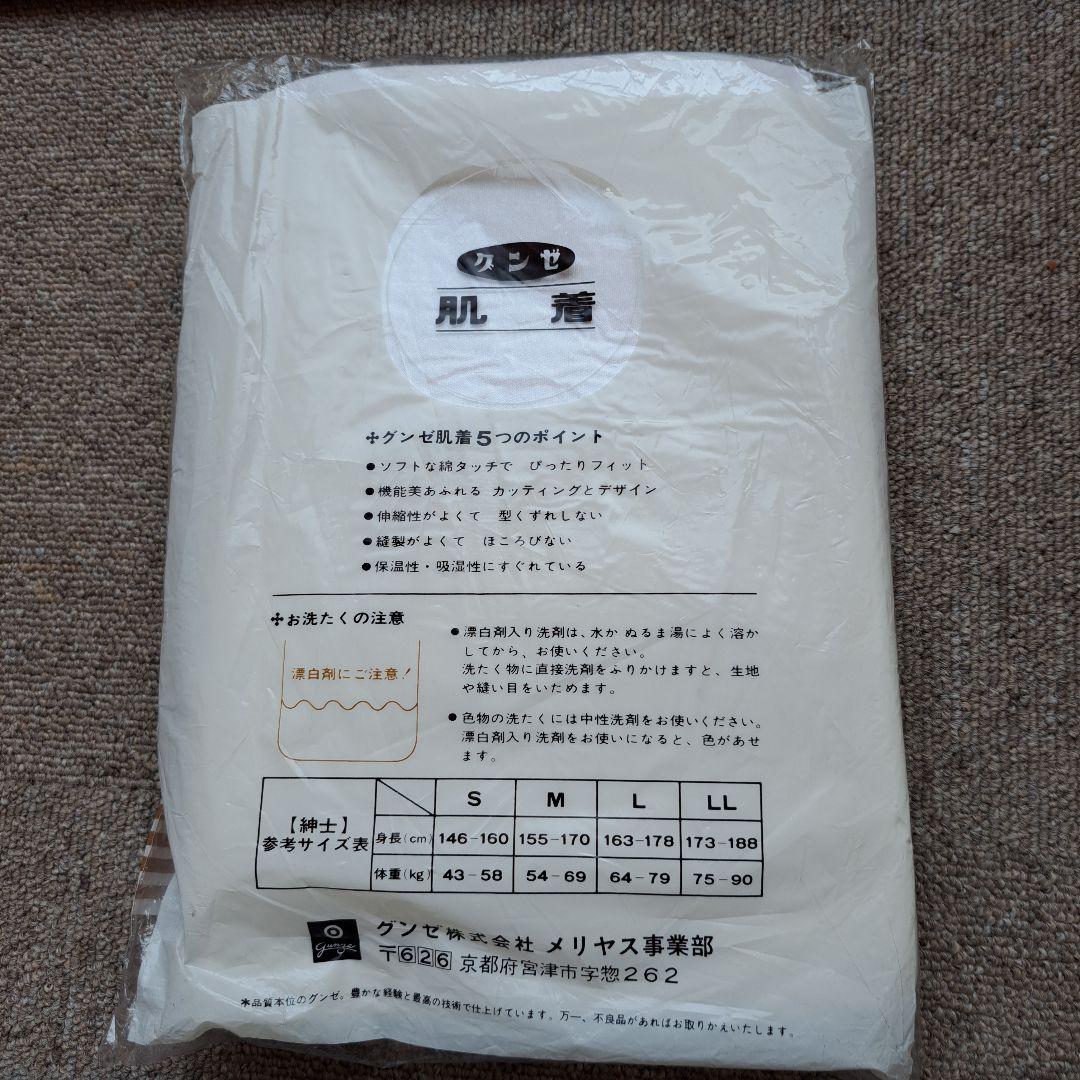 グンゼ
肌着
✣グンゼ肌着5つのポイント
●ソフトな綿タッチで ぴったりフィット
●機能美あふれる カッティングとデザイン
●伸縮性がよくて 型くずれしない
●縫製がよくて ほころびない
●保温性・吸湿性にすぐれている
✣お洗たくの注意
漂白剤にご注意!
●漂白剤入り洗剤は、水か ぬるま湯によく溶か
してから、お使いください。
洗たく物に直接洗剤をふりかけますと、生地
や縫い目をいためます。
●色物の洗たくには中性洗剤をお使いください。
漂白剤入り洗剤をお使いになると、色があせ
ます。
【紳士】
参考サイズ表
S M L LL
身長(cm) 146-160 155-170 163-178 173-188
体重(kg) 43-58 54-69 64-79 75-90
gunze
グンゼ株式会社 メリヤス事業部
〒626 京都府宮津市字惣262
*品質本位のグンゼ。豊かな経験と最高の技術で仕上げています。万一、不良品があればお取りかえいたします。